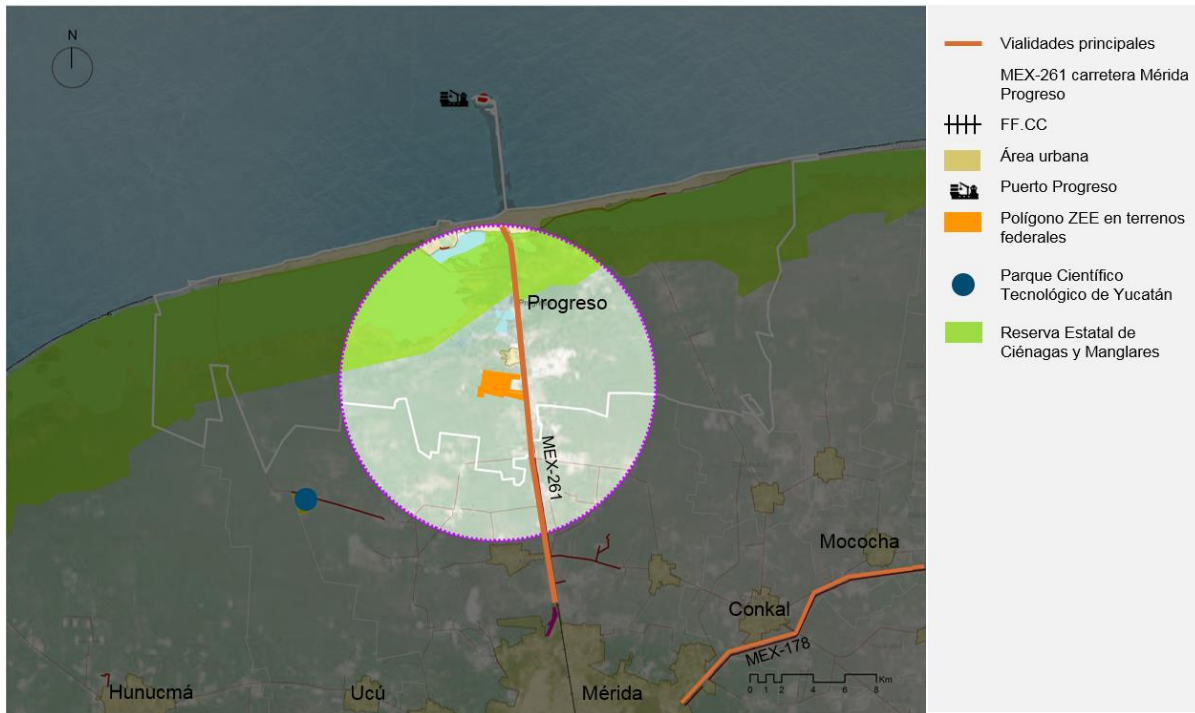 N
Progreso
MEX-261
Mococha
Conkal
MEX-178
Km
0 1 2 4 6 8
Hunucmá
Ucú
Mérida
Vialidades principales
MEX-261 carretera Mérida
Progreso
FF.CC
Área urbana
Puerto Progreso
Polígono ZEE en terrenos
federales
Parque Científico
Tecnológico de Yucatán
Reserva Estatal de
Ciénagas y Manglares